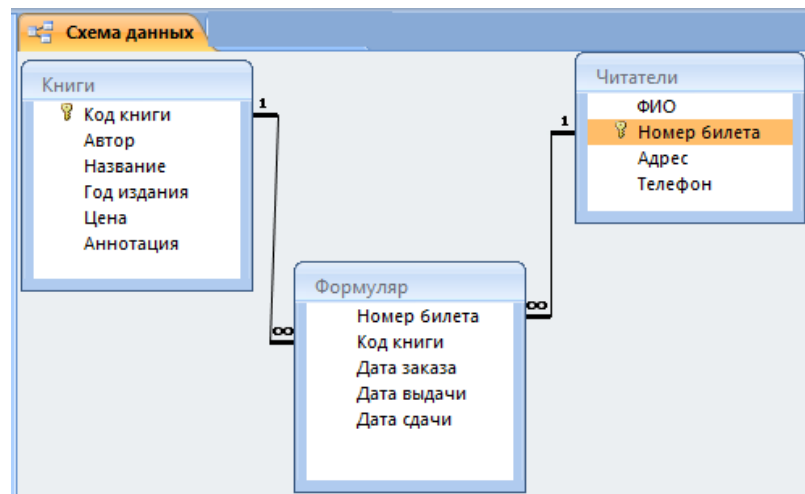 Схема данных
Книги
Код книги
Автор
Название
Год издания
Цена
Аннотация
1
∞
Читатели
ФИО
Номер билета
Адрес
Телефон
1
∞
Формуляр
Номер билета
Код книги
Дата заказа
Дата выдачи
Дата сдачи